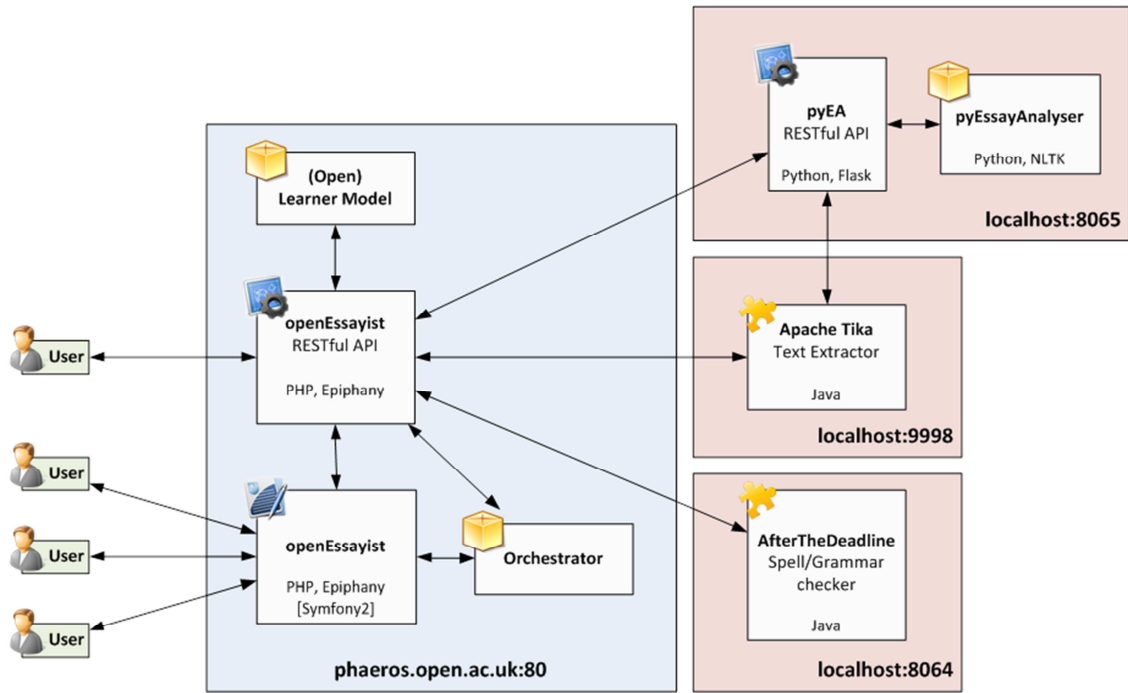 pyEA
RESTful API
Python, Flask
pyEssayAnalyser
Python, NLTK
localhost:8065
(Open)
Learner Model
openEssayist
RESTful API
PHP, Epiphany
Apache Tika
Text Extractor
Java
localhost:9998
User
User
User
User
openEssayist
PHP, Epiphany
[Symfony2]
Orchestrator
phaeros.open.ac.uk:80
AfterTheDeadline
Spell/Grammar
checker
Java
localhost:8064